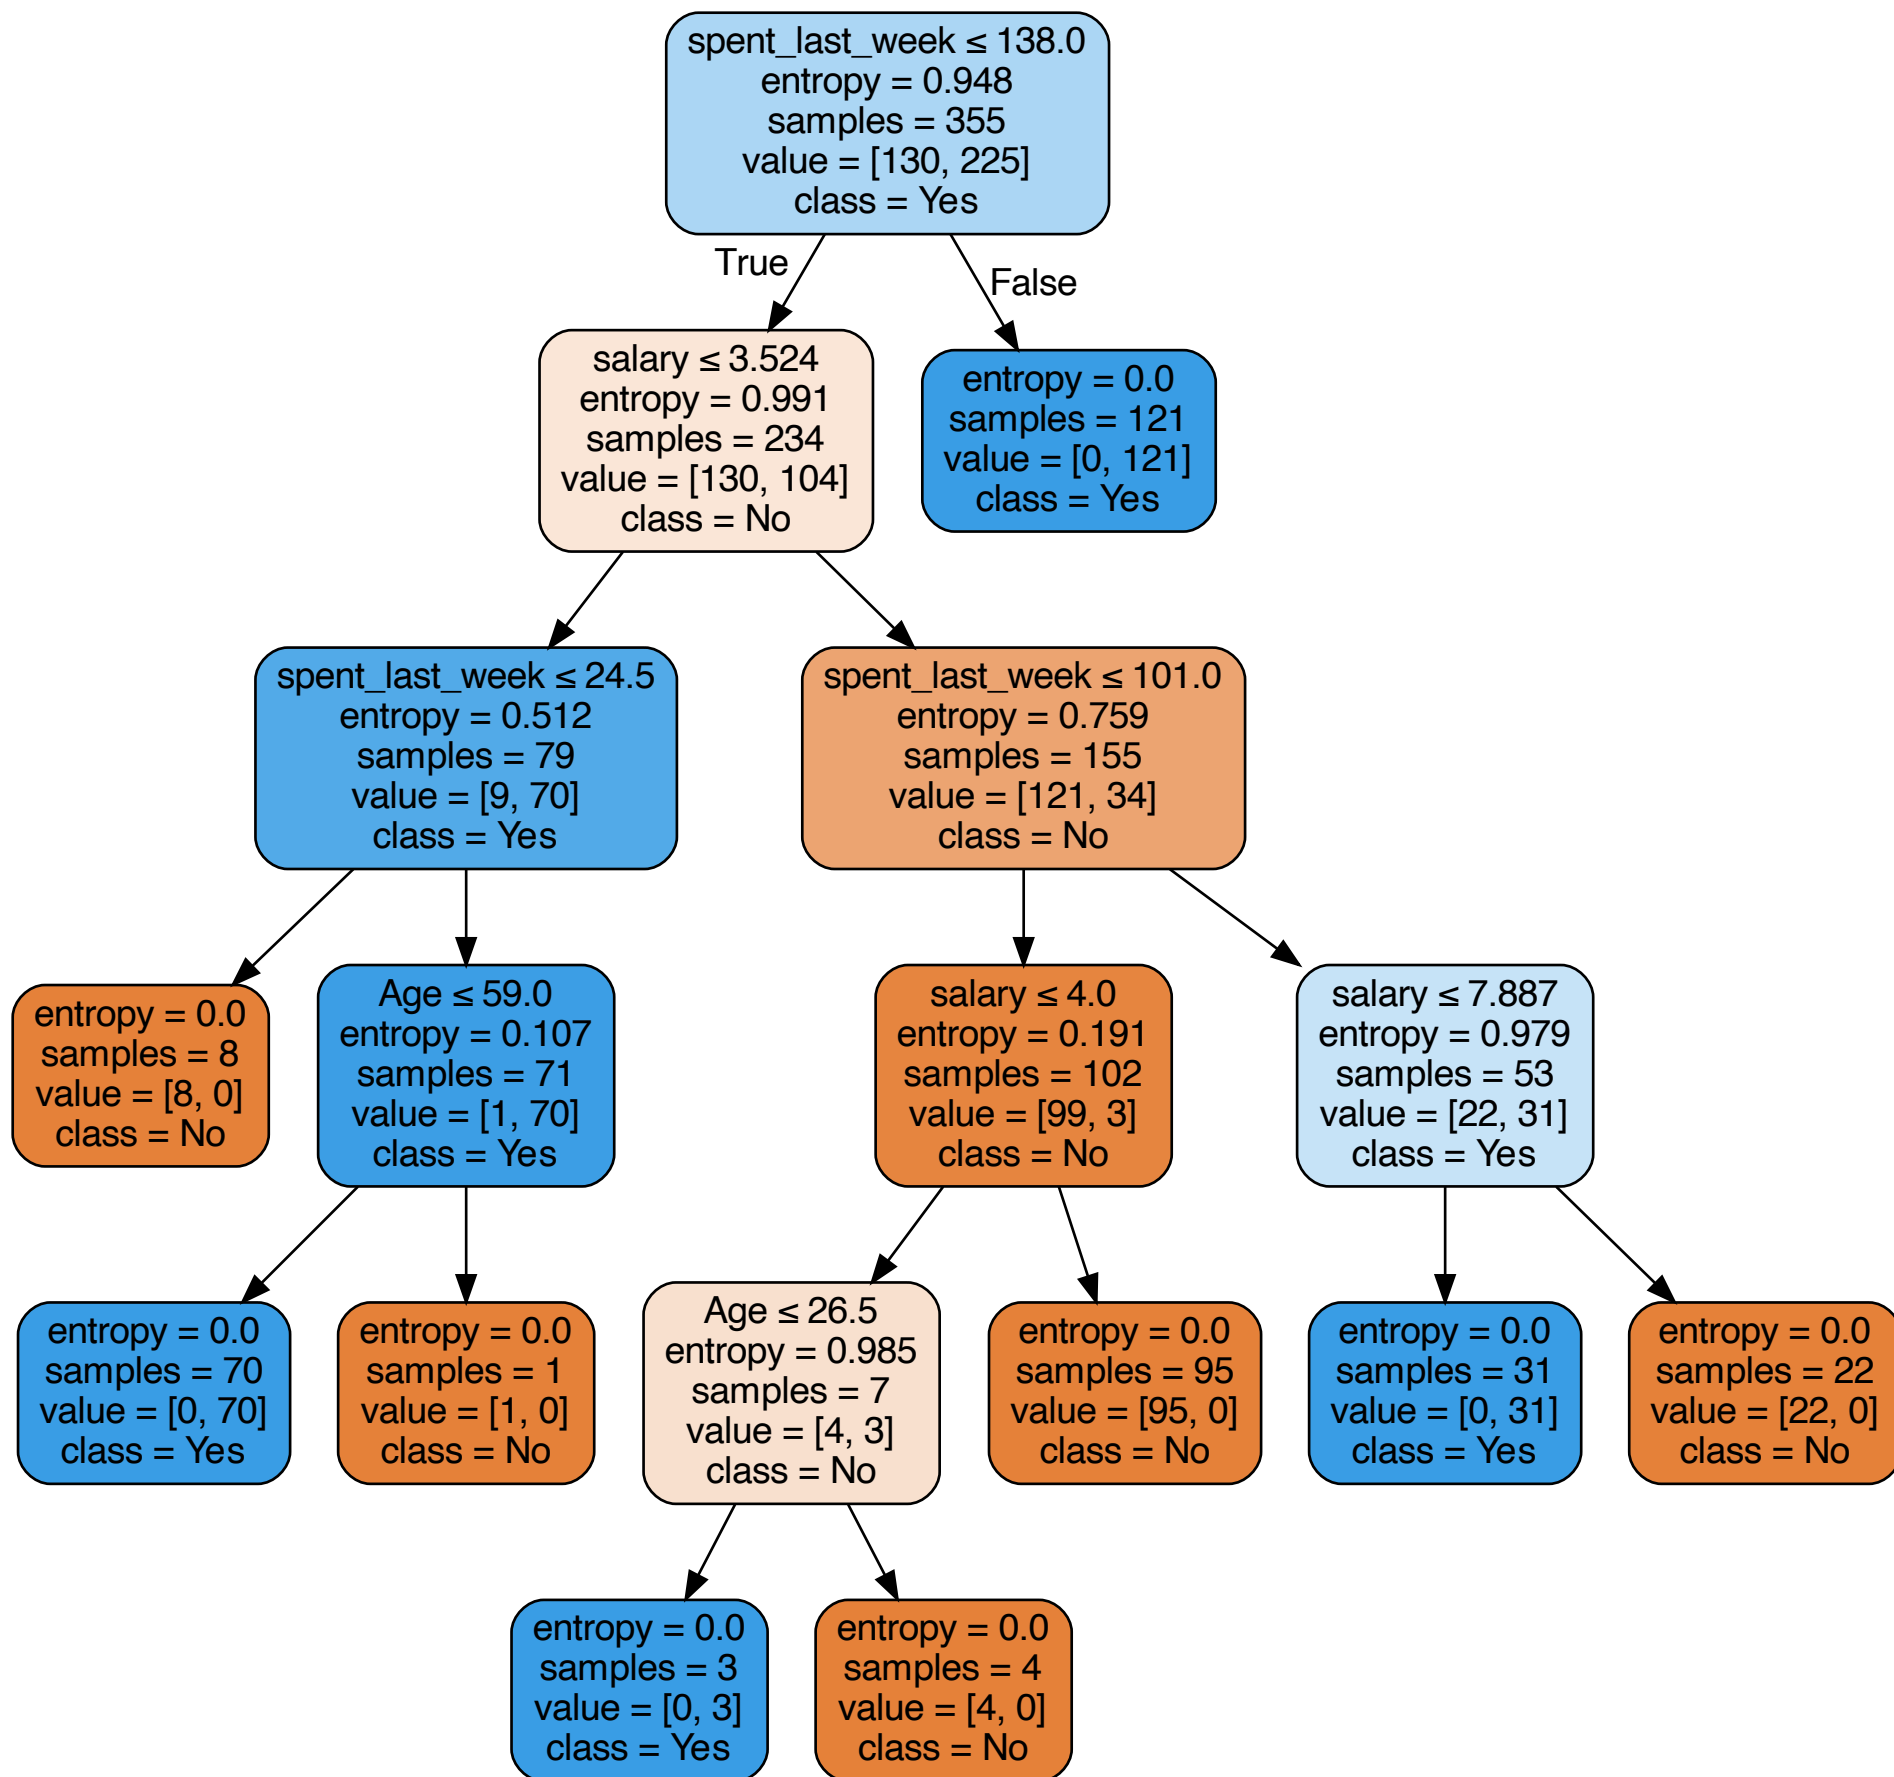 spent_last_week ≤ 138.0
entropy = 0.948
samples = 355
value = [130, 225]
class = Yes
True
False
salary ≤ 3.524
entropy = 0.991
samples = 234
value = [130, 104]
class = No
entropy = 0.0
samples = 121
value = [0, 121]
class = Yes
spent_last_week ≤ 24.5
entropy = 0.512
samples = 79
value = [9, 70]
class = Yes
spent_last_week ≤ 101.0
entropy = 0.759
samples = 155
value = [121, 34]
class = No
entropy = 0.0
samples = 8
value = [8, 0]
class = No
Age ≤ 59.0
entropy = 0.107
samples = 71
value = [1, 70]
class = Yes
salary ≤ 4.0
entropy = 0.191
samples = 102
value = [99, 3]
class = No
salary ≤ 7.887
entropy = 0.979
samples = 53
value = [22, 31]
class = Yes
entropy = 0.0
samples = 70
value = [0, 70]
class = Yes
entropy = 0.0
samples = 1
value = [1, 0]
class = No
Age ≤ 26.5
entropy = 0.985
samples = 7
value = [4, 3]
class = No
entropy = 0.0
samples = 95
value = [95, 0]
class = No
entropy = 0.0
samples = 31
value = [0, 31]
class = Yes
entropy = 0.0
samples = 22
value = [22, 0]
class = No
entropy = 0.0
samples = 3
value = [0, 3]
class = Yes
entropy = 0.0
samples = 4
value = [4, 0]
class = No